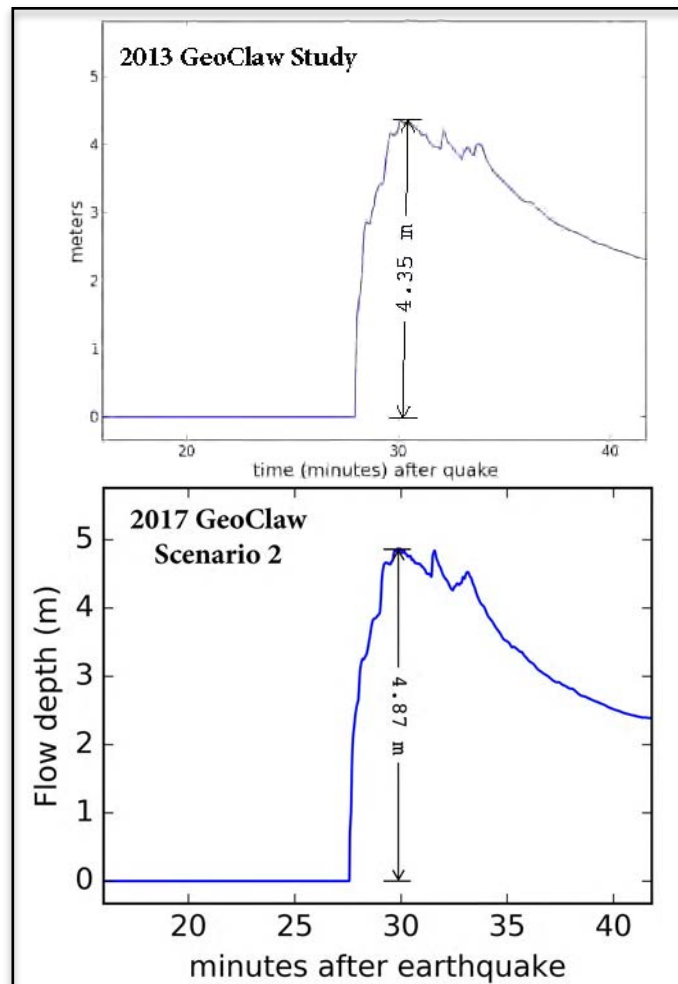 2013 GeoClaw Study
5
4
3
2
1
0
meters
4.35 m
20
30
40
time (minutes) after quake
2017 GeoClaw
Scenario 2
5
4
3
2
1
0
Flow depth (m)
4.87 m
20
25
30
35
40
minutes after earthquake